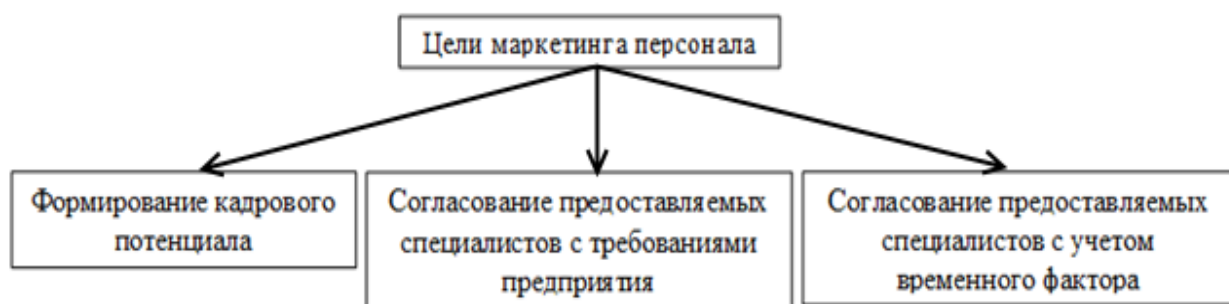 Цели маркетинга персонала
Формирование кадрового
потенциала
Согласование предоставляемых
специалистов с требованиями
предприятия
Согласование предоставляемых
специалистов с учетом
временного фактора